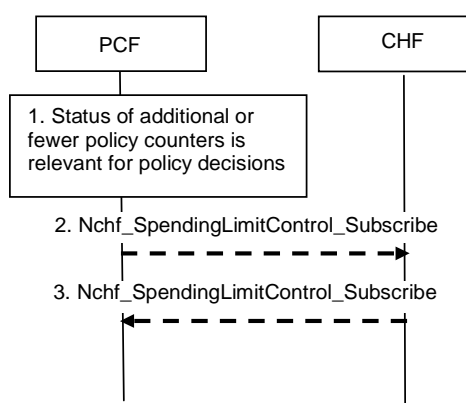 PCF
CHF
1. Status of additional or
fewer policy counters is
relevant for policy decisions
2. Nchf_SpendingLimitControl_Subscribe
3. Nchf_SpendingLimitControl_Subscribe